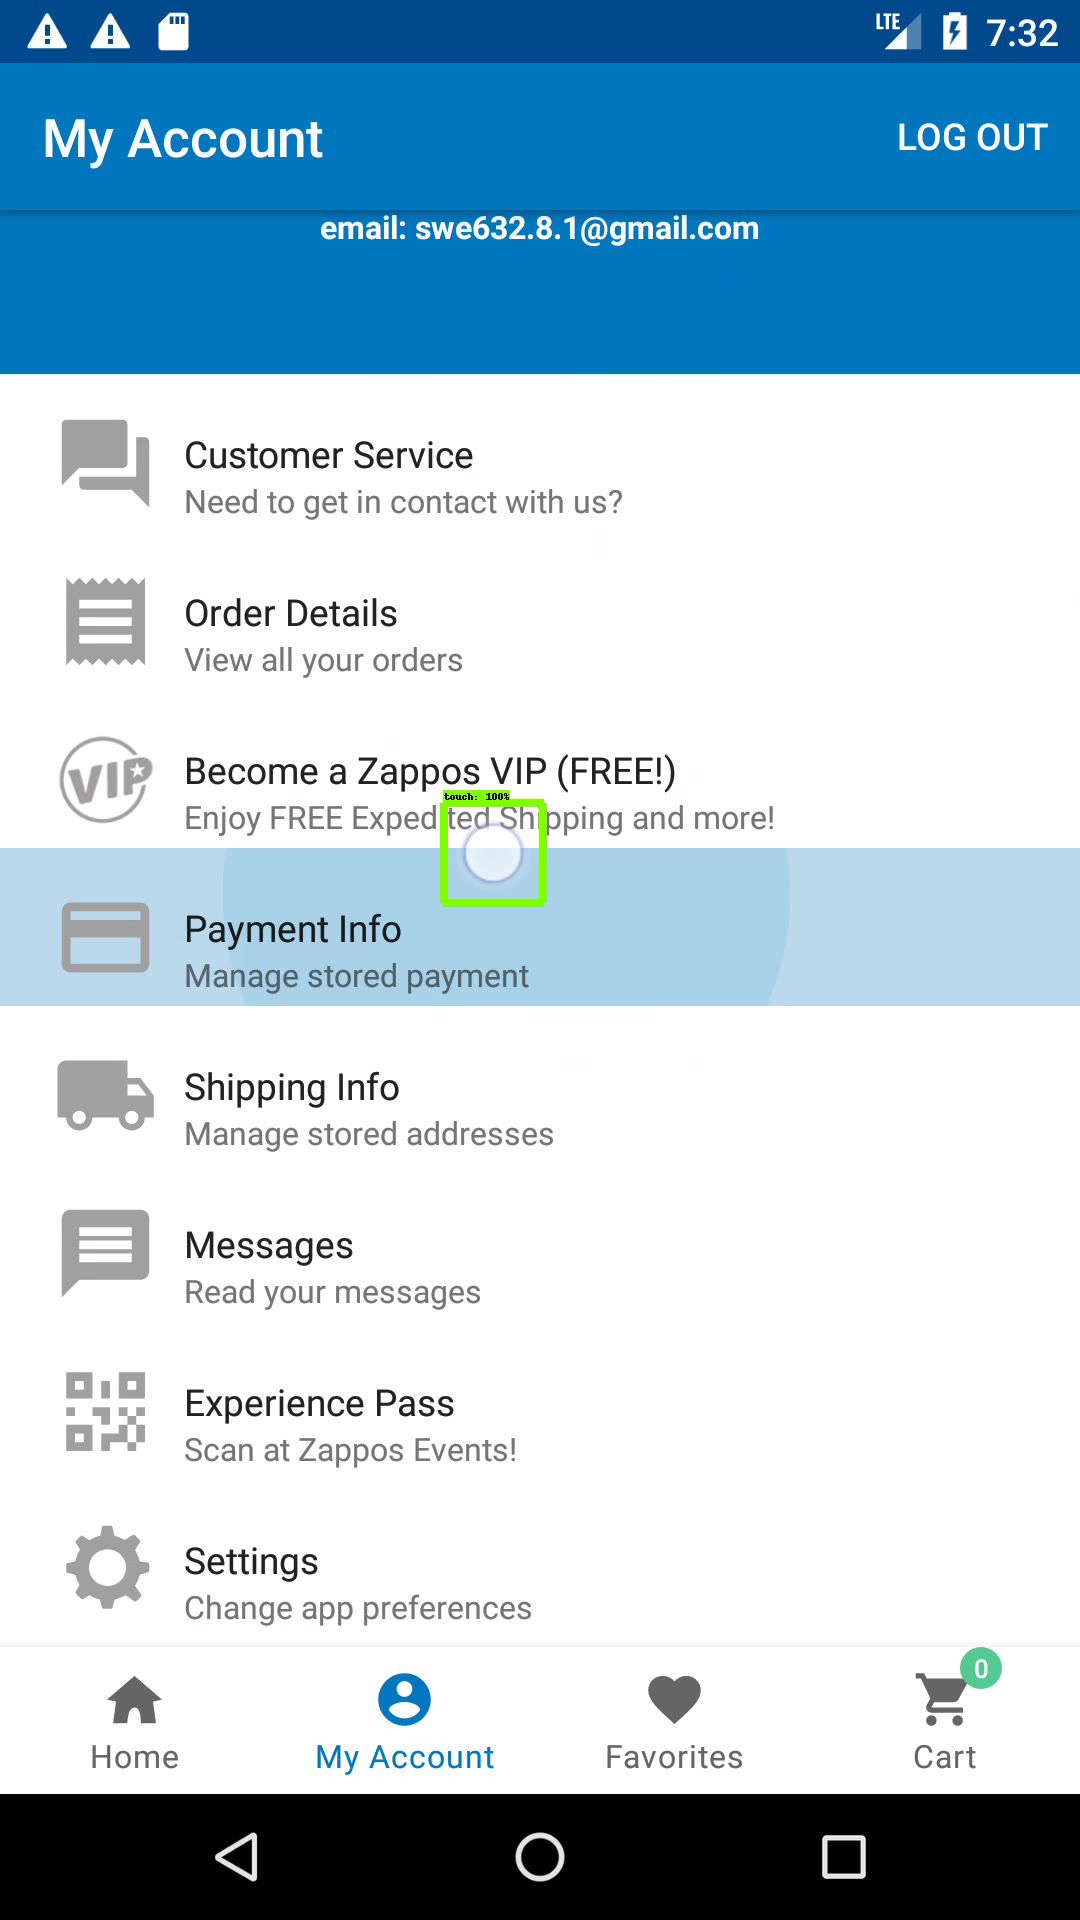 LTE 7:32
My Account LOG OUT
email: swe632.8.1@gmail.com
Customer Service
Need to get in contact with us?
Order Details
View all your orders
VIP
Become a Zappos VIP (FREE!)
touch: 100%
Enjoy FREE Expedited Shipping and more!
Payment Info
Manage stored payment
Shipping Info
Manage stored addresses
Messages
Read your messages
Experience Pass
Scan at Zappos Events!
Settings
Change app preferences
0
Home My Account Favorites Cart